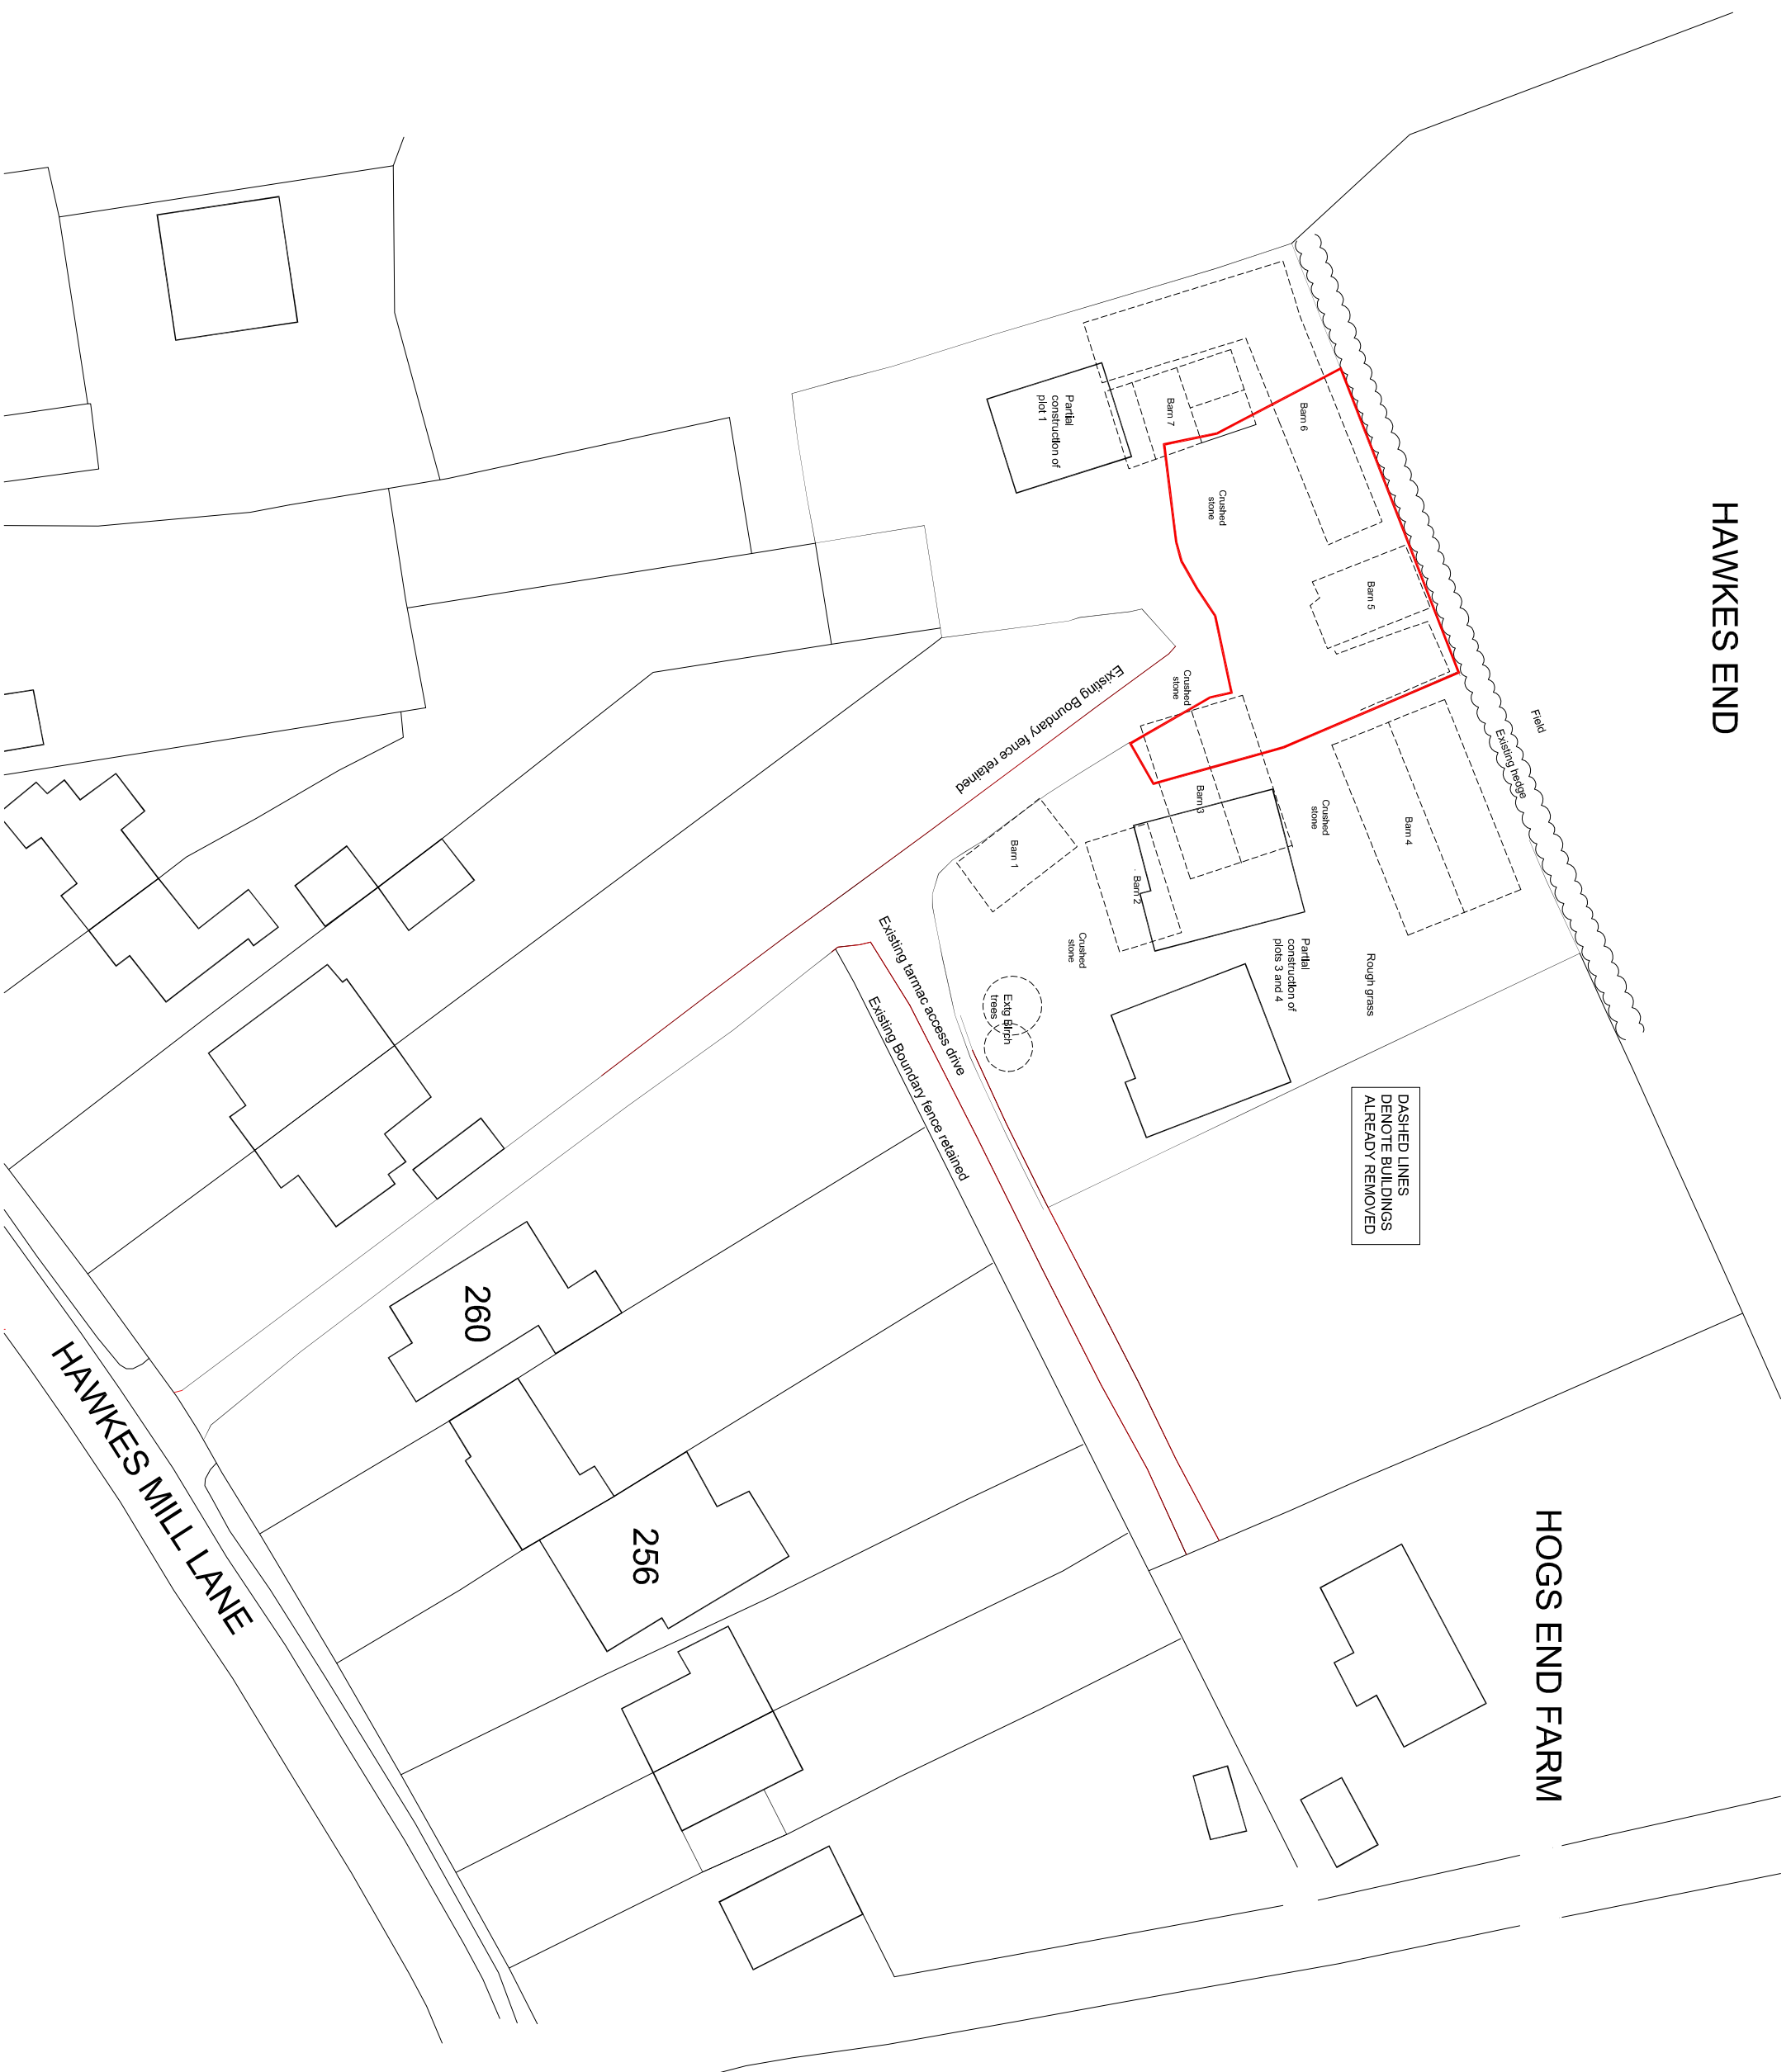 HAWKES END
Field
Existing hedge
Barn 6
Barn 7
Partial
construction of
plot 1
Crushed
stone
Barn 5
Crushed
stone
Existing Boundary fence retained
Barn 4
Crushed
stone
Barn 3
Barn 1
Barn 2
Crushed
stone
Partial
construction of
plots 3 and 4
Rough grass
Extg Birch
trees
Existing tarmac access drive
Existing Boundary fence retained
DASHED LINES
DENOTE BUILDINGS
ALREADY REMOVED
260
256
HOGS END FARM
HAWKES MILL LANE